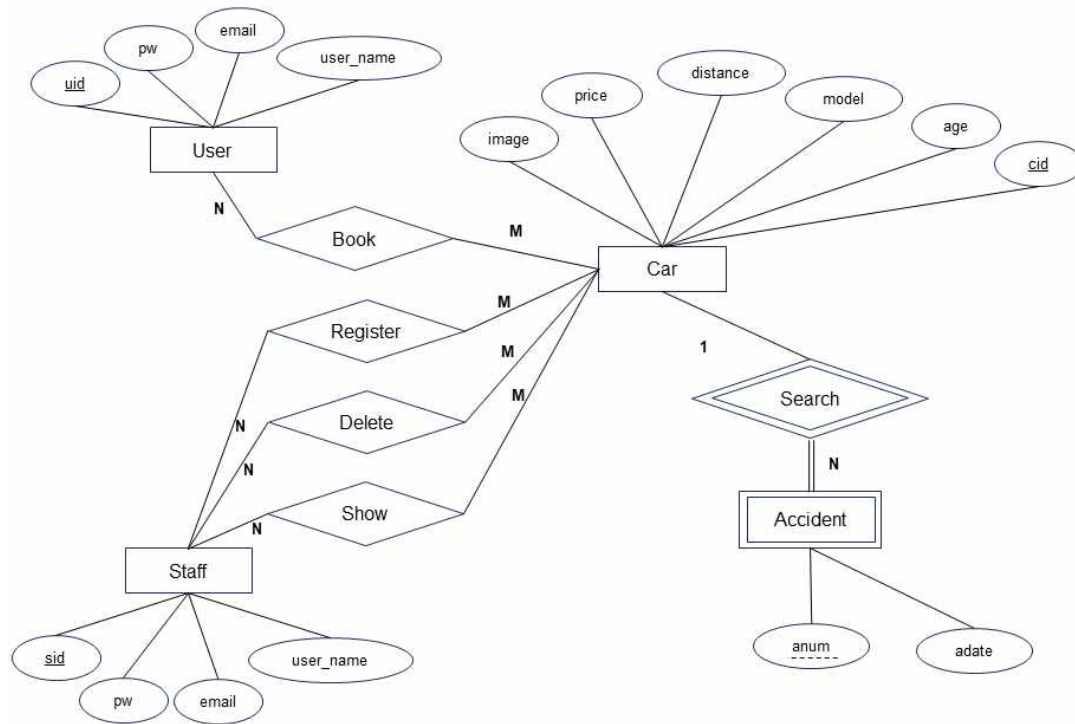 email
pw
user_name
uid
User
distance
price
model
image
age
cid
N
Book
M
Car
Register
M
1
M
Search
Delete
M
N
N
N
Show
N
Accident
Staff
sid
user_name
pw
email
anum
adate